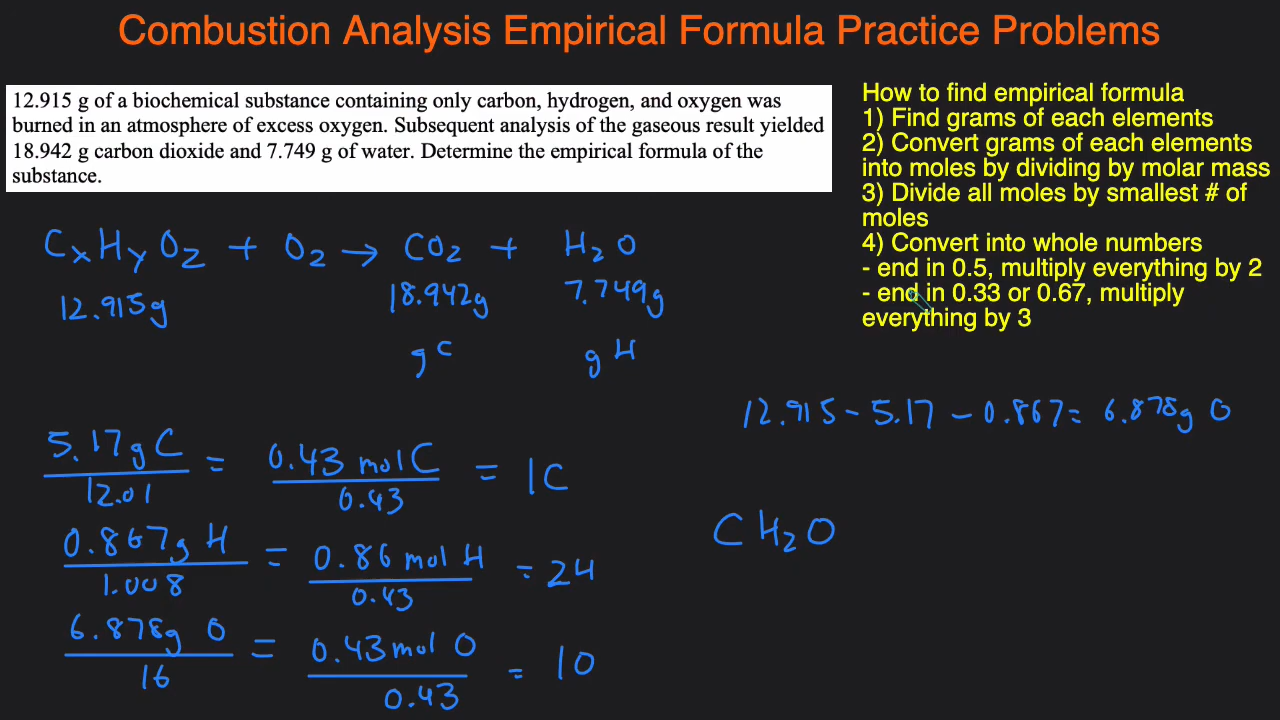 Combustion Analysis Empirical Formula Practice Problems
12.915 g of a biochemical substance containing only carbon, hydrogen, and oxygen was
burned in an atmosphere of excess oxygen. Subsequent analysis of the gaseous result yielded
18.942 g carbon dioxide and 7.749 g of water. Determine the empirical formula of the
substance.
How to find empirical formula
1) Find grams of each elements
2) Convert grams of each elements
into moles by dividing by molar mass
3) Divide all moles by smallest # of
moles
4) Convert into whole numbers
- end in 0.5, multiply everything by 2
- end in 0.33 or 0.67, multiply
everything by 3
CxHyOz + O2 → CO2 + H2O
12.915g 18.942g 7.749g
g C g H
12.915 - 5.17 - 0.867 = 6.878g O
5.17g C = 0.43 mol C = 1C
12.01 0.43
0.867g H = 0.86 mol H = 2H
1.008 0.43
6.878g O = 0.43 mol O = 1O
16 0.43
CH2O